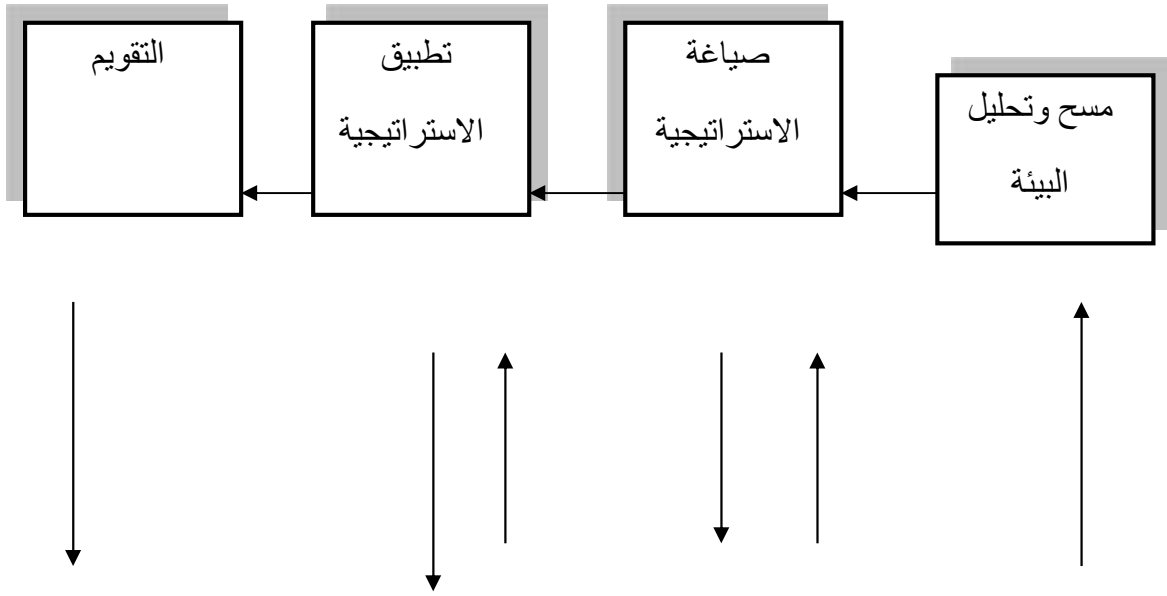 مسح وتحليل
البيئة
صياغة
الاستراتيجية
تطبيق
الاستراتيجية
التقويم